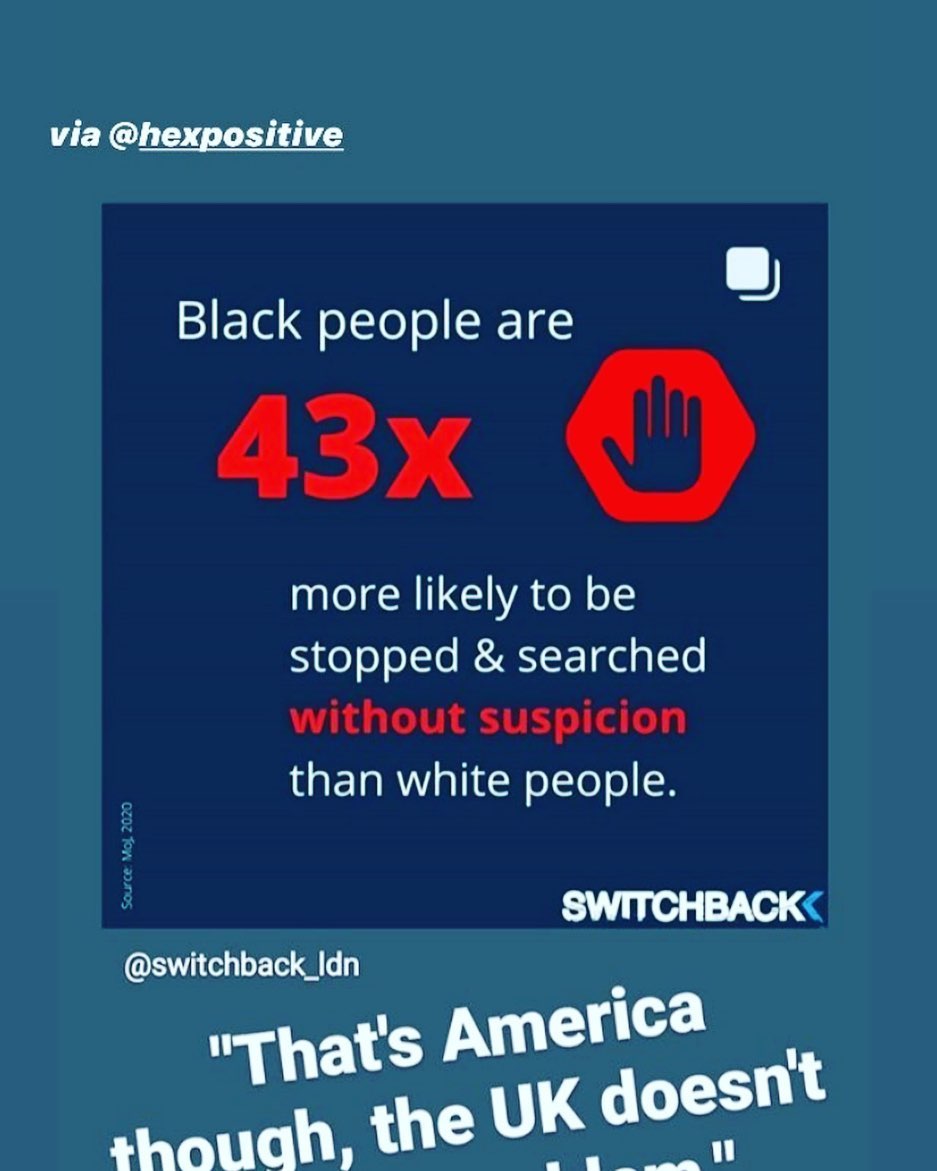 via @hexpositive
Black people are
43x
more likely to be
stopped & searched
without suspicion
than white people.
Source: MoJ, 2020
SWITCHBACK
@switchback_ldn
"That's America
though, the UK doesn't
"